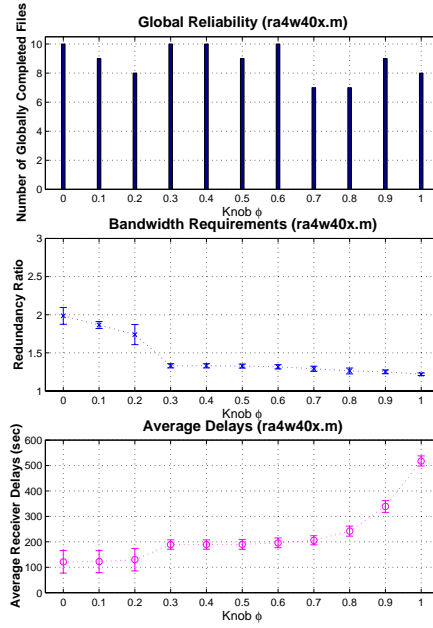 Global Reliability (ra4w40x.m)
Number of Globally Completed Files
10
8
6
4
2
0
0 0.1 0.2 0.3 0.4 0.5 0.6 0.7 0.8 0.9 1
Knob ϕ
Bandwidth Requirements (ra4w40x.m)
Redundancy Ratio
3
2.5
2
1.5
1
0 0.1 0.2 0.3 0.4 0.5 0.6 0.7 0.8 0.9 1
Knob ϕ
Average Delays (ra4w40x.m)
Average Receiver Delays (sec)
600
500
400
300
200
100
0
0 0.1 0.2 0.3 0.4 0.5 0.6 0.7 0.8 0.9 1
Knob ϕ